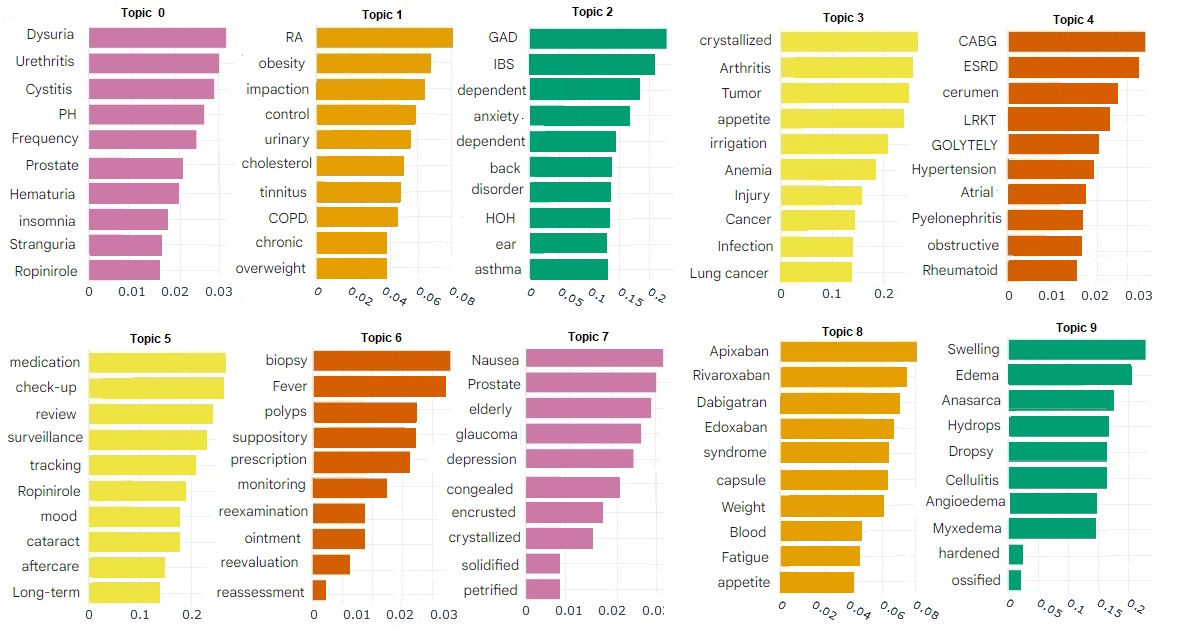 Topic 0
Dysuria
Urethritis
Cystitis
PH
Frequency
Prostate
Hematuria
insomnia
Stranguria
Ropinirole
0 0.01 0.02 0.03
Topic 1
RA
obesity
impaction
control
urinary
cholesterol
tinnitus
COPD.
chronic
overweight
0 0.02 0.04 0.06 0.08
Topic 2
GAD
IBS
dependent
anxiety.
dependent
back
disorder
HOH
ear
asthma
0 0.05 0.1 0.15 0.2
Topic 3
crystallized
Arthritis
Tumor
appetite
irrigation
Anemia
Injury
Cancer
Infection
Lung cancer
0 0.1 0.2
Topic 4
CABG
ESRD
cerumen
LRKT
GOLYTELY
Hypertension
Atrial
Pyelonephritis
obstructive
Rheumatoid
0 0.01 0.02 0.03
Topic 5
medication
check-up
review
surveillance
tracking
Ropinirole
mood
cataract
aftercare
Long-term
0 0.1 0.2
Topic 6
biopsy
Fever
polyps
suppository
prescription
monitoring
reexamination
ointment
reevaluation
reassessment
0 0.01 0.02 0.03
Topic 7
Nausea
Prostate
elderly
glaucoma
depression
congealed
encrusted
crystallized
solidified
petrified
0 0.01 0.02
Topic 8
Apixaban
Rivaroxaban
Dabigatran
Edoxaban
syndrome
capsule
Weight
Blood
Fatigue
appetite
0 0.02 0.04 0.06 0.08
Topic 9
Swelling
Edema
Anasarca
Hydrops
Dropsy
Cellulitis
Angioedema
Myxedema
hardened
ossified
0 0.05 0.1 0.15 0.2